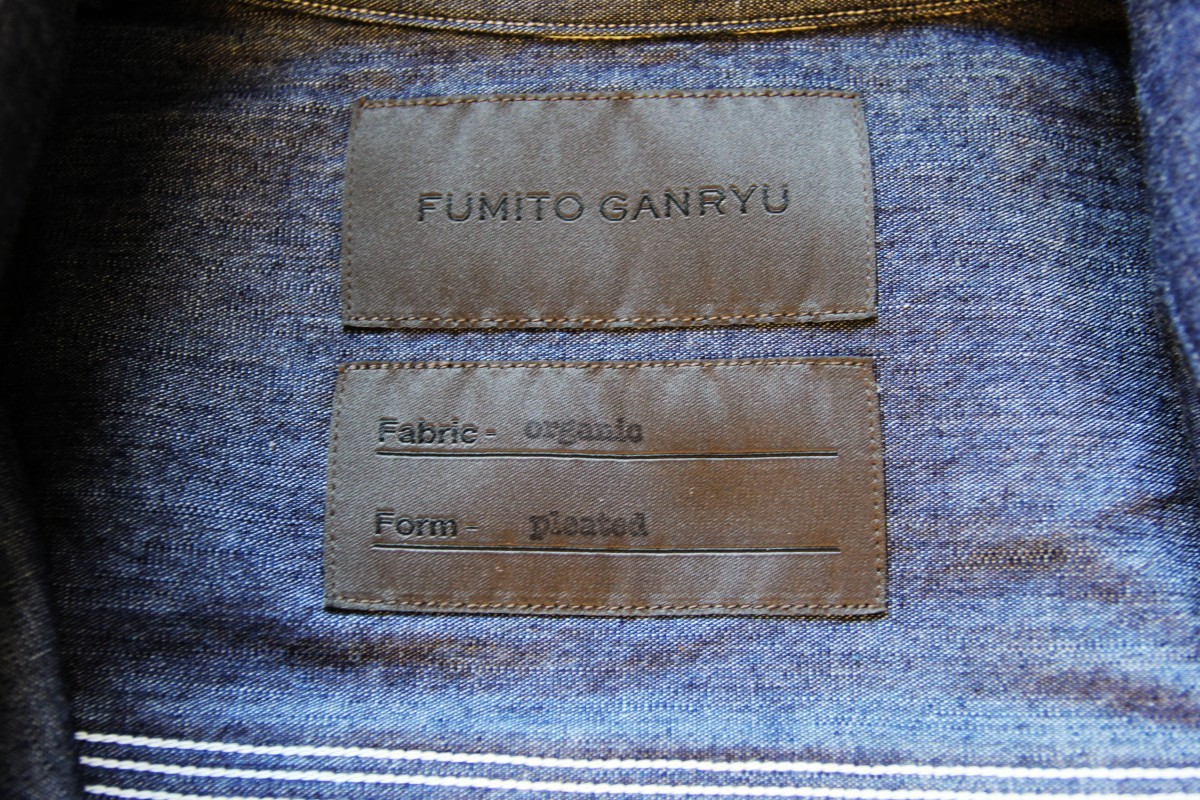 FUMITO GANRYU
Fabric - organic
Form - pleated